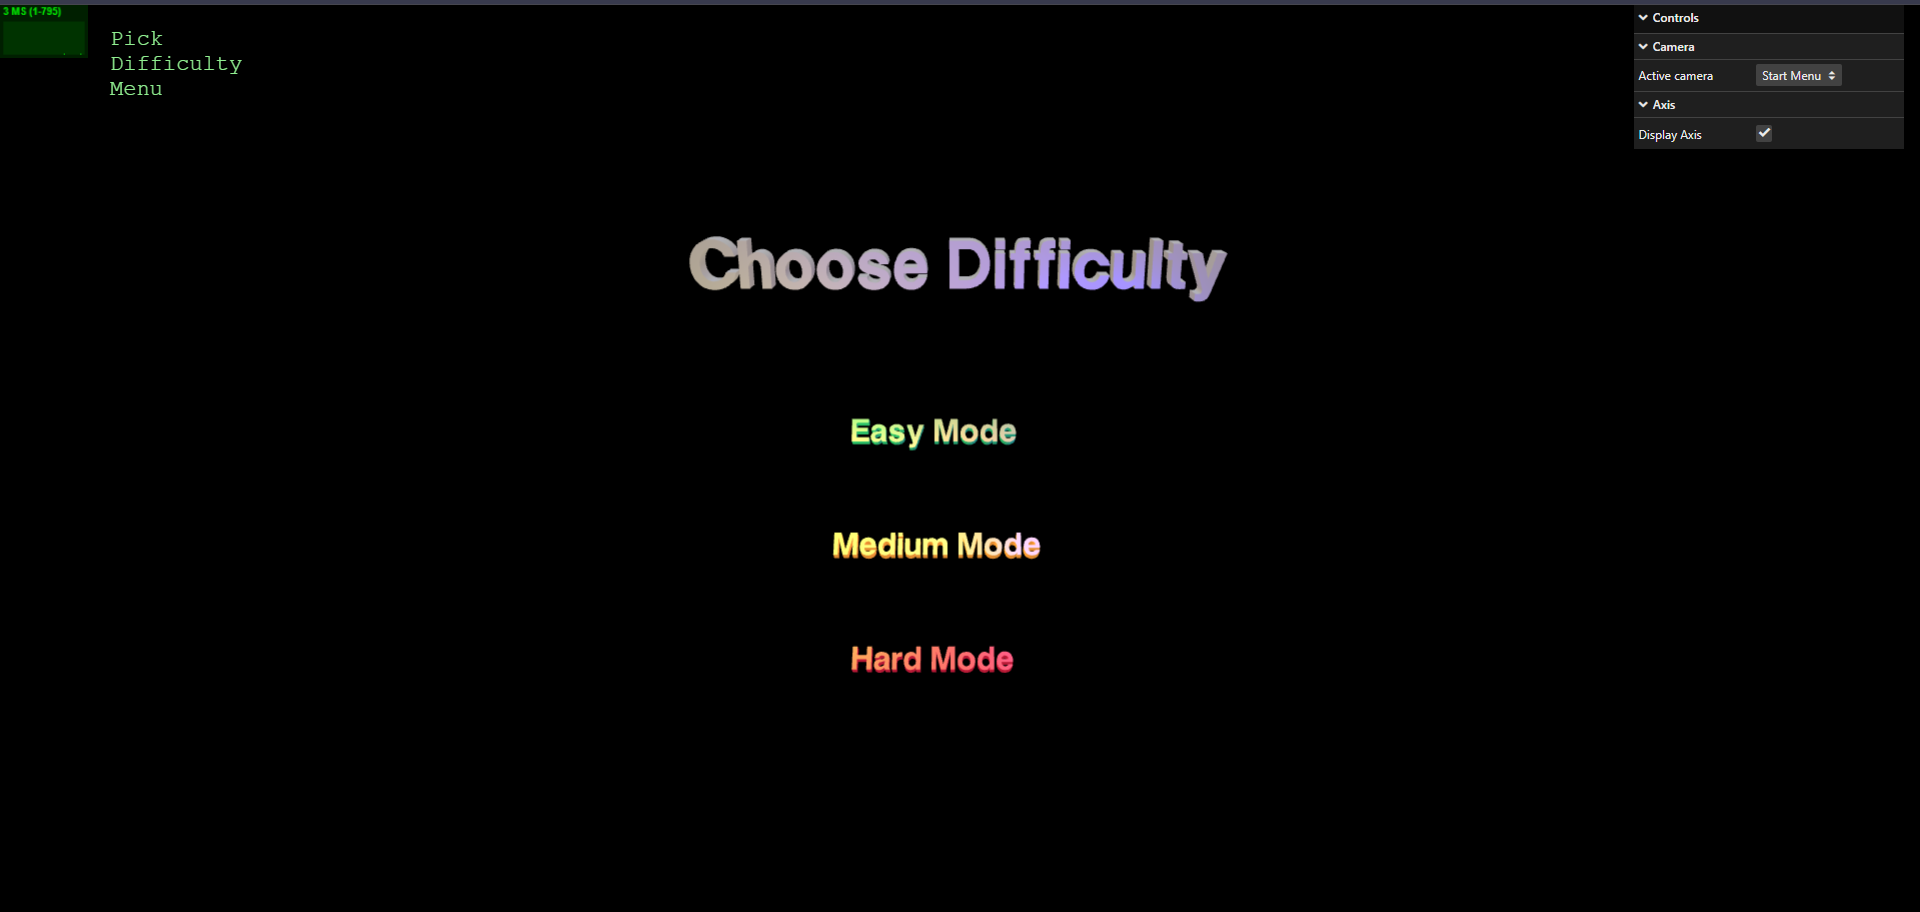 3 MS (1-795)
Pick
Difficulty
Menu
Controls
Camera
Active camera Start Menu
Axis
Display Axis
Choose Difficulty
Easy Mode
Medium Mode
Hard Mode